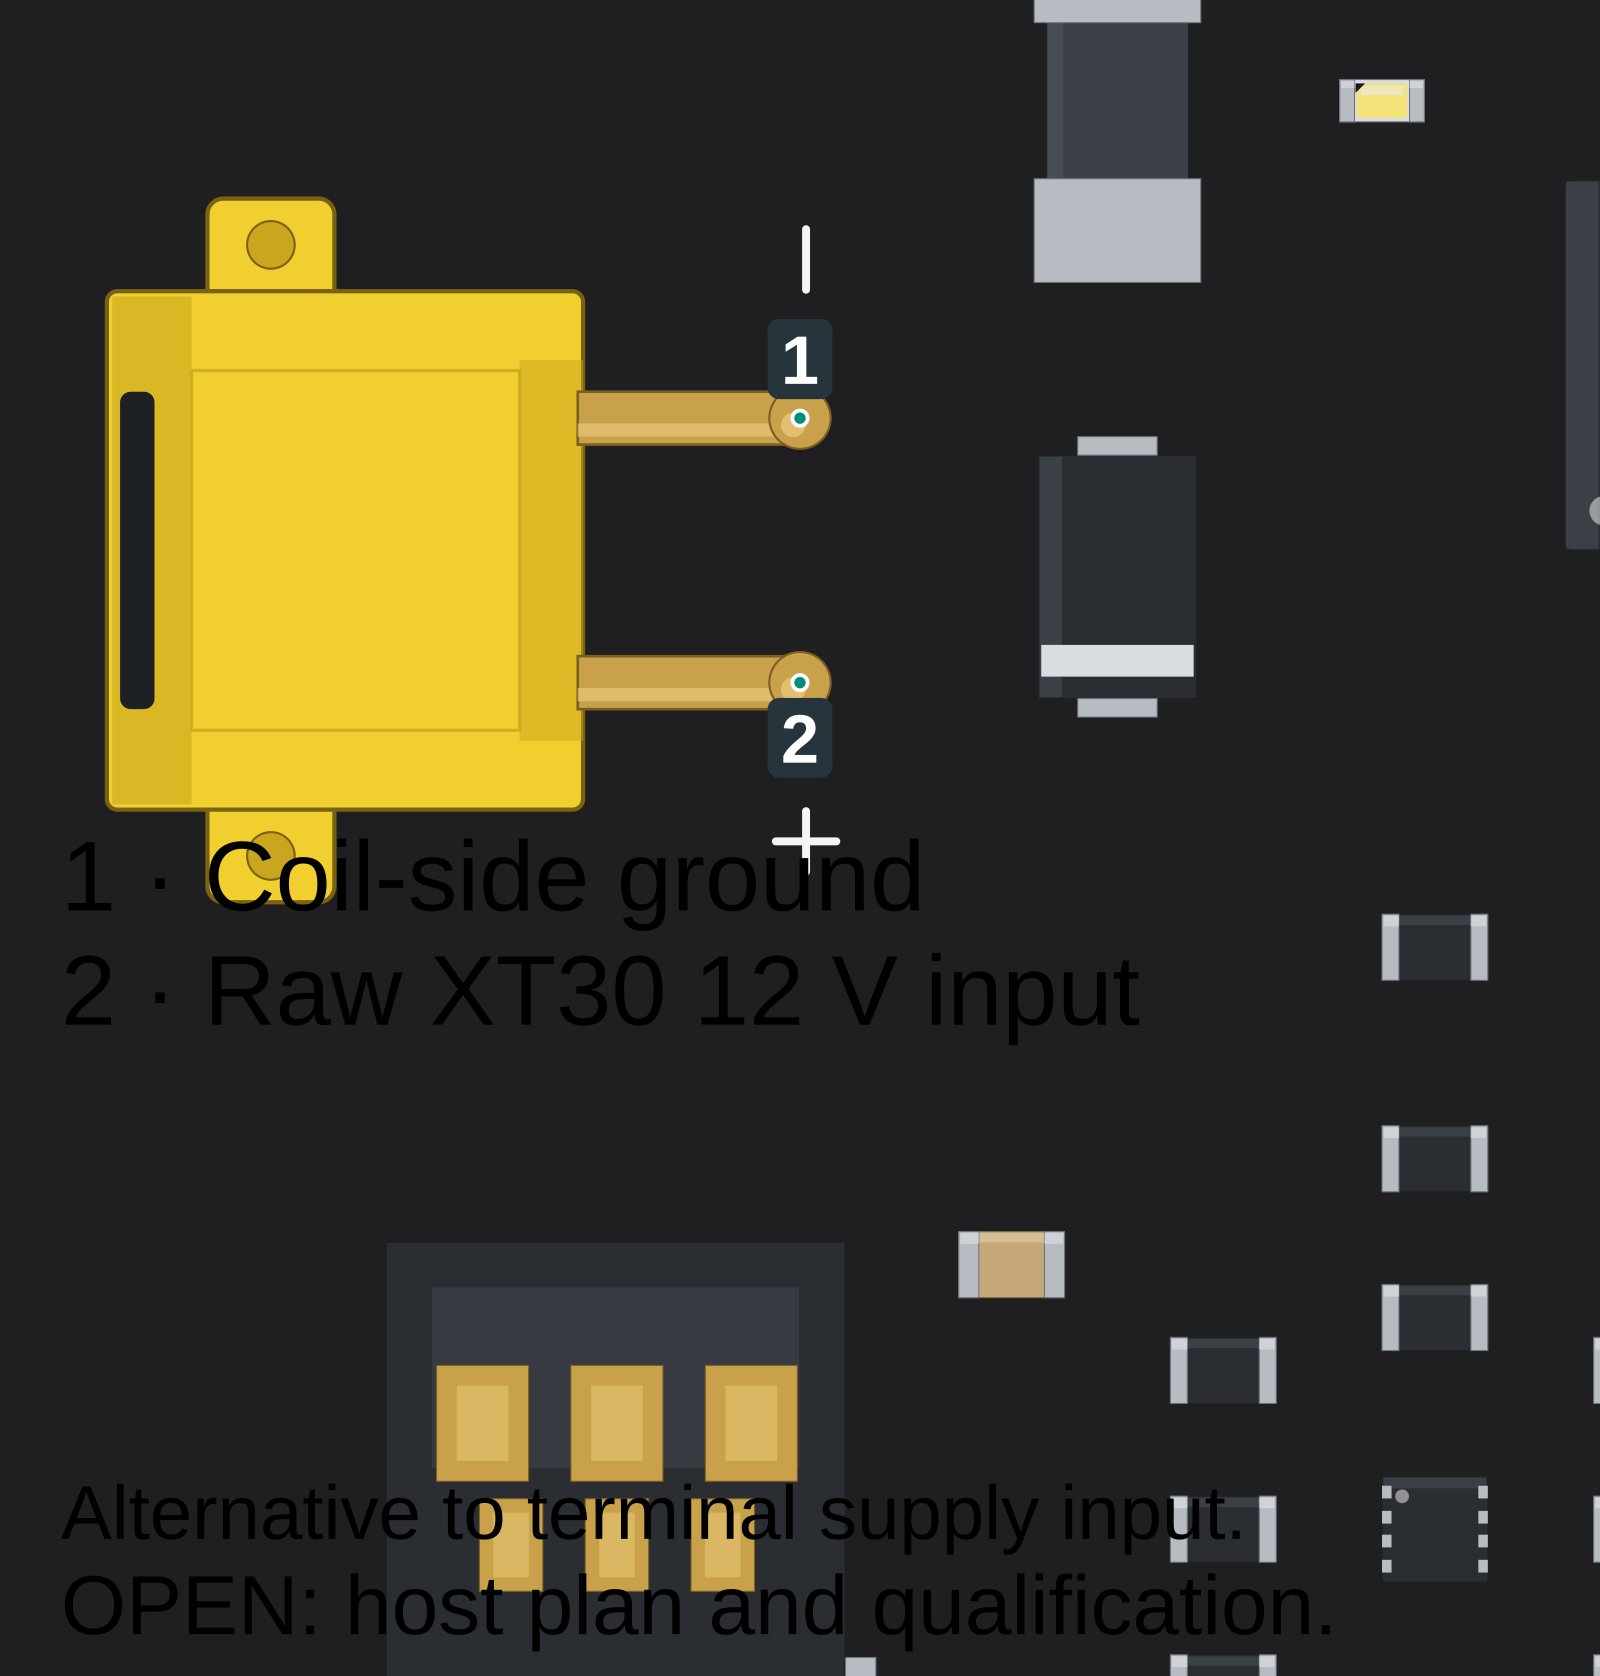 1
2
1 · Coil-side ground
2 · Raw XT30 12 V input
Alternative to terminal supply input.
OPEN: host plan and qualification.